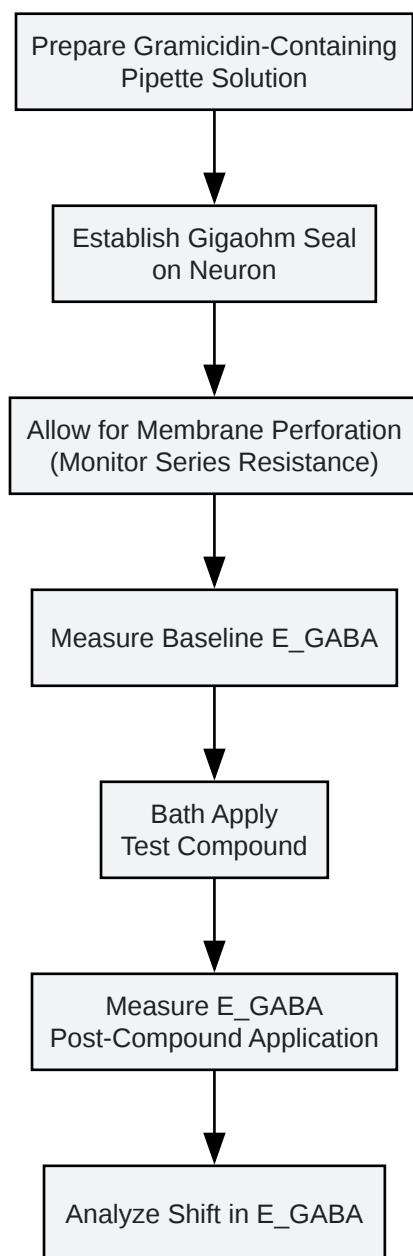 Prepare Gramicidin-Containing
Pipette Solution
Establish Gigaohm Seal
on Neuron
Allow for Membrane Perforation
(Monitor Series Resistance)
Measure Baseline E_GABA
Bath Apply
Test Compound
Measure E_GABA
Post-Compound Application
Analyze Shift in E_GABA